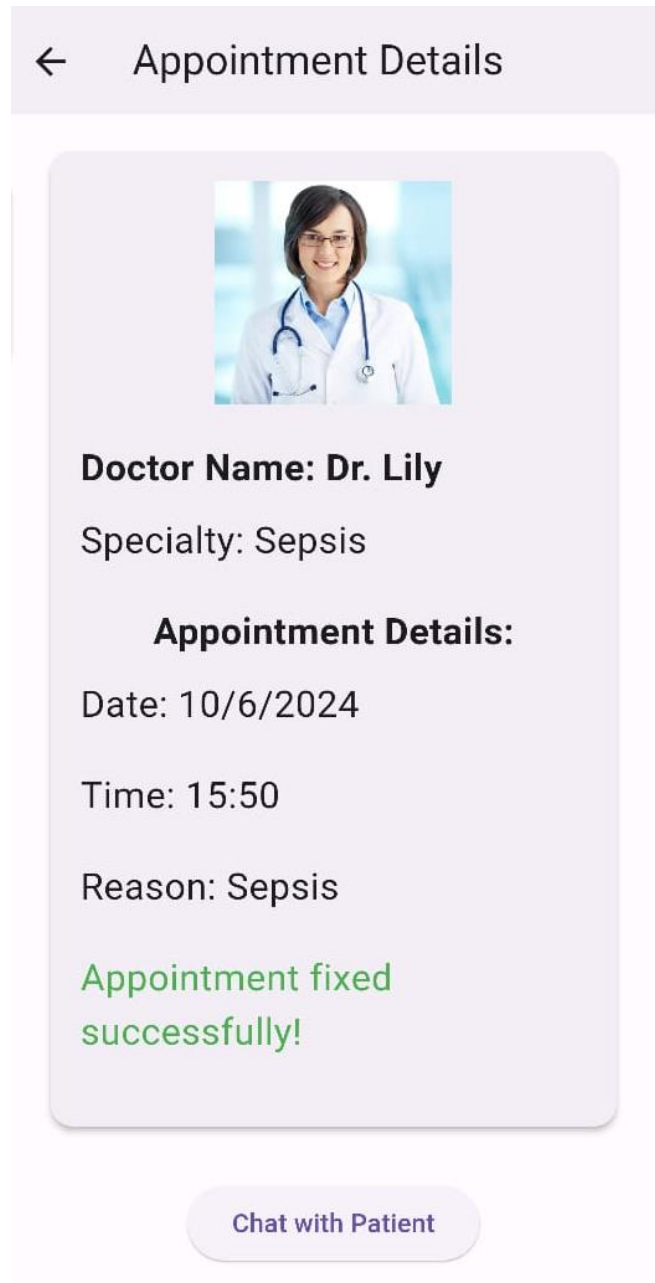 Appointment Details
Doctor Name: Dr. Lily
Specialty: Sepsis
Appointment Details:
Date: 10/6/2024
Time: 15:50
Reason: Sepsis
Appointment fixed
successfully!
Chat with Patient